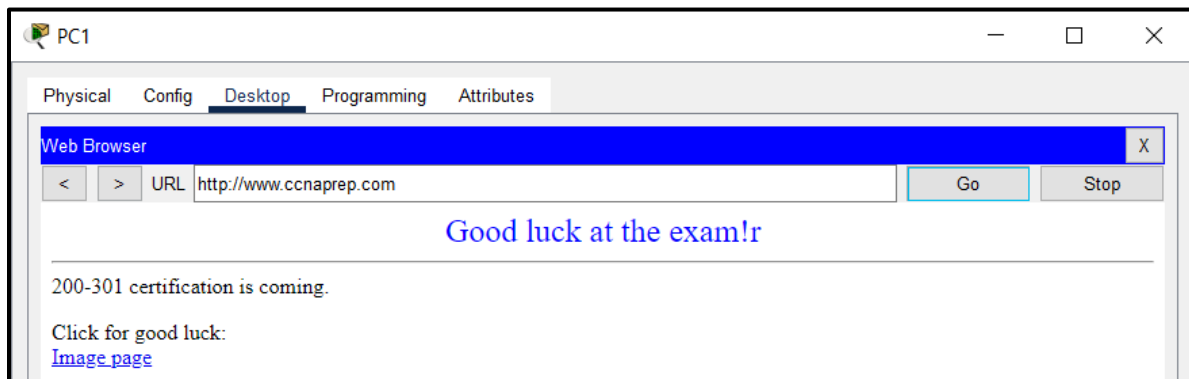 PC1
Physical Config Desktop Programming Attributes
Web Browser X
< > URL http://www.ccnaprep.com Go Stop
Good luck at the exam!r
200-301 certification is coming.
Click for good luck:
Image page